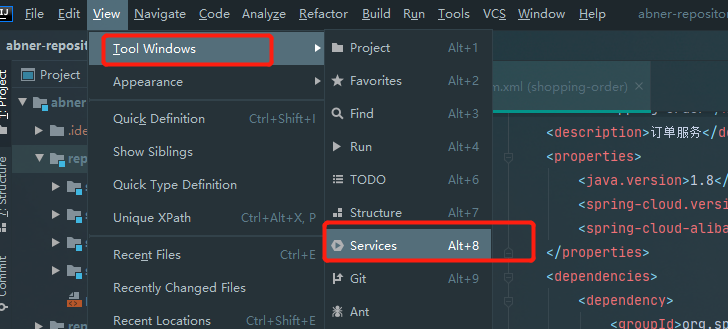 IJ File Edit View Navigate Code Analyze Refactor Build Run Tools VCS Window Help abner-reposito
abner-reposi
Project
abner
.ide
rep
1: Project
7: Structure
Commit
Tool Windows
Appearance
Quick Definition Ctrl+Shift+I
Show Siblings
Quick Type Definition
Unique XPath Ctrl+Alt+X, P
Recent Files Ctrl+E
Recently Changed Files
Recent Locations Ctrl+Shift+E
Project Alt+1
Favorites Alt+2
Find Alt+3
Run Alt+4
TODO Alt+6
Structure Alt+7
Services Alt+8
Git Alt+9
Ant
m.xml (shopping-order)
<description>订单服务</de
<properties>
<java.version>1.8</
<spring-cloud.versi
<spring-cloud-alibab
</properties>
<dependencies>
<dependency>
<groupId>org.sp